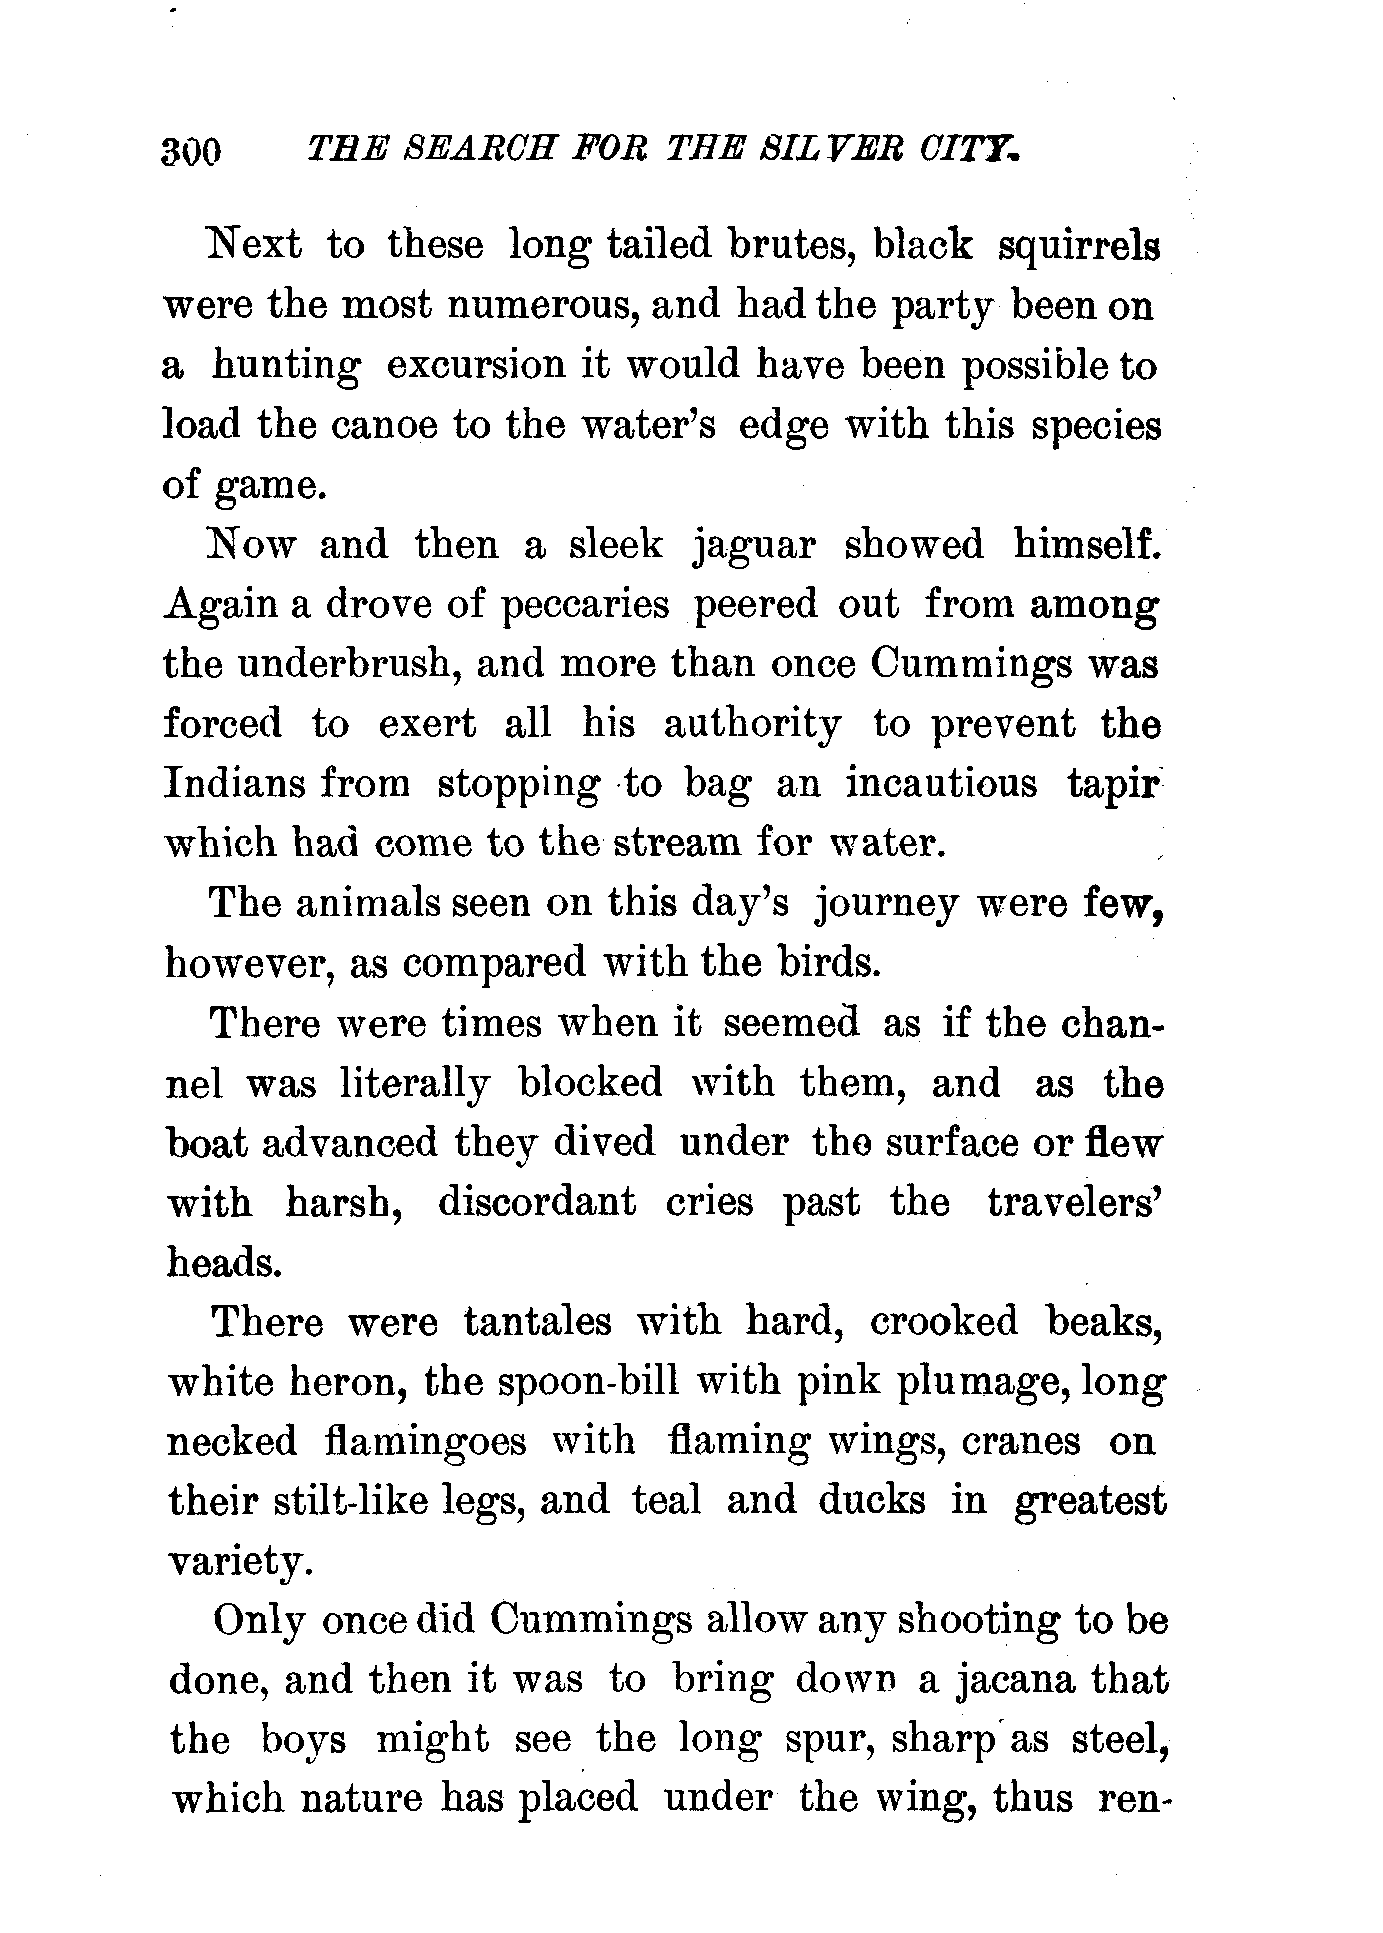 300 THE SEARCH FOR THE SILVER CITY.
Next to these long tailed brutes, black squirrels
were the most numerous, and had the party been on
a hunting excursion it would have been possible to
load the canoe to the water's edge with this species
of game.
Now and then a sleek jaguar showed himself.
Again a drove of peccaries peered out from among
the underbrush, and more than once Cummings was
forced to exert all his authority to prevent the
Indians from stopping to bag an incautious tapir
which had come to the stream for water.
The animals seen on this day's journey were few,
however, as compared with the birds.
There were times when it seemed as if the chan-
nel was literally blocked with them, and as the
boat advanced they dived under the surface or flew
with harsh, discordant cries past the travelers'
heads.
There were tantales with hard, crooked beaks,
white heron, the spoon-bill with pink plumage, long
necked flamingoes with flaming wings, cranes on
their stilt-like legs, and teal and ducks in greatest
variety.
Only once did Cummings allow any shooting to be
done, and then it was to bring down a jacana that
the boys might see the long spur, sharp as steel,
which nature has placed under the wing, thus ren-